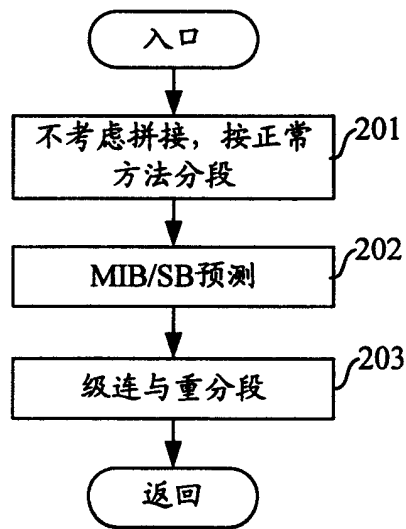 入口
不考虑拼接，按正常
方法分段
201
MIB/SB预测
202
级连与重分段
203
返回